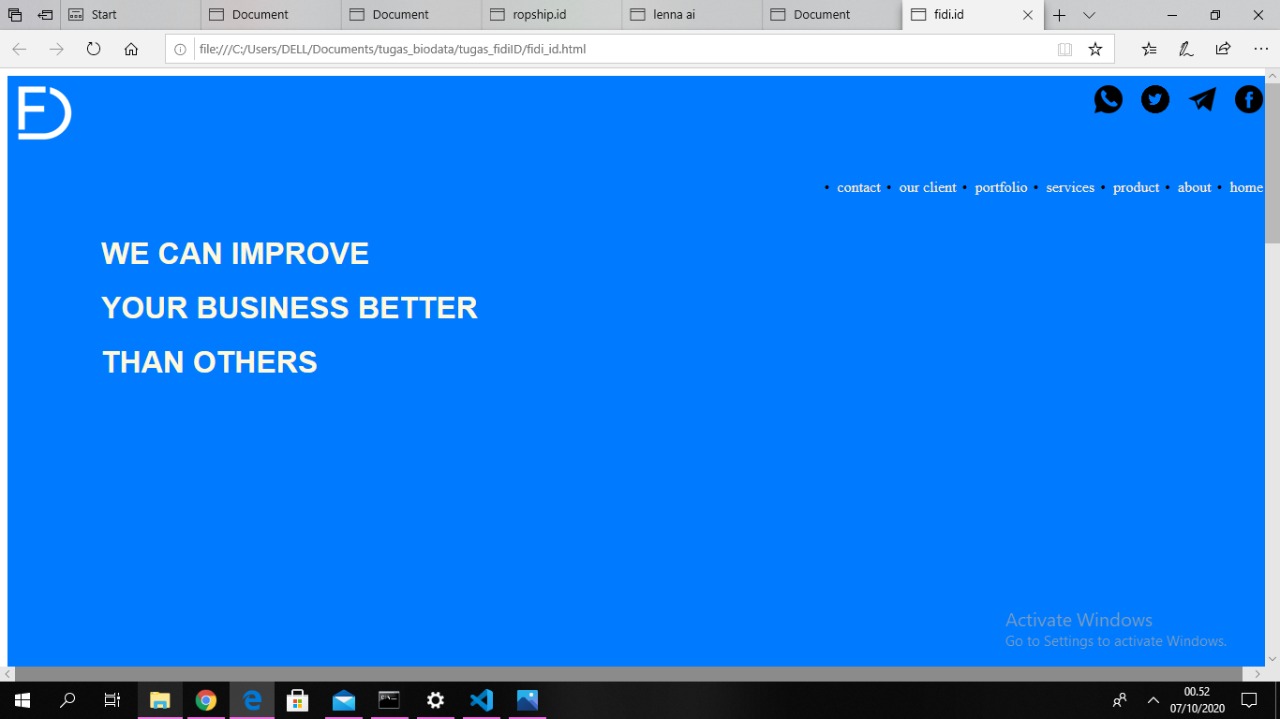 Start Document Document ropship.id lenna ai Document fidi.id
file:///C:/Users/DELL/Documents/tugas_biodata/tugas_fidiID/fidi_id.html
FD
• contact • our client • portfolio • services • product • about • home
WE CAN IMPROVE
YOUR BUSINESS BETTER
THAN OTHERS
Activate Windows
Go to Settings to activate Windows.
00.52
07/10/2020